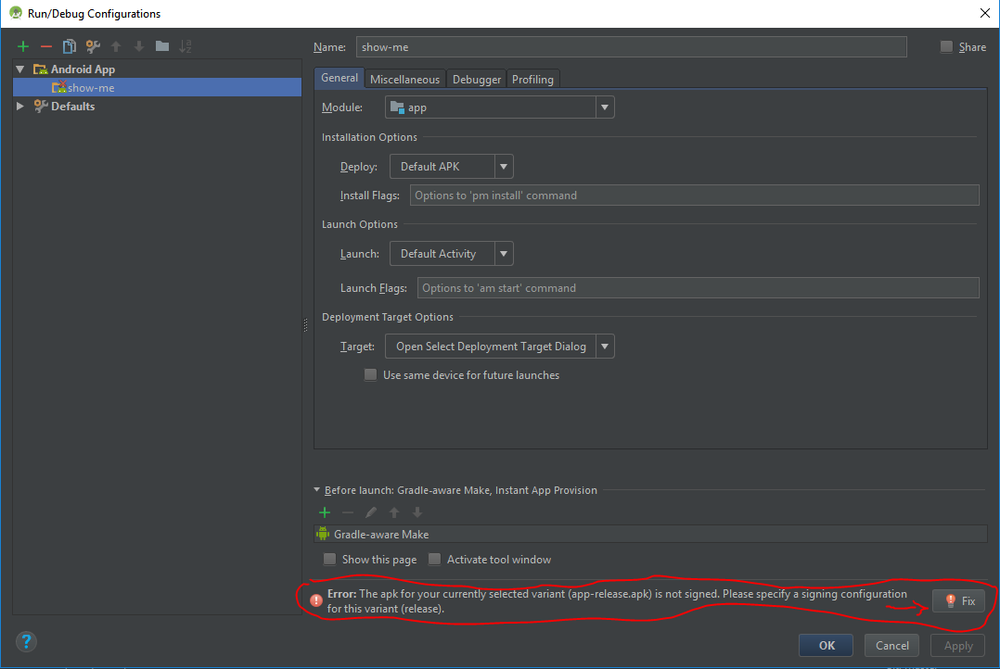 Run/Debug Configurations
Name: show-me Share
Android App
show-me
Defaults
General Miscellaneous Debugger Profiling
Module: app
Installation Options
Deploy: Default APK
Install Flags: Options to 'pm install' command
Launch Options
Launch: Default Activity
Launch Flags: Options to 'am start' command
Deployment Target Options
Target: Open Select Deployment Target Dialog
Use same device for future launches
Before launch: Gradle-aware Make, Instant App Provision
Gradle-aware Make
Show this page Activate tool window
Error: The apk for your currently selected variant (app-release.apk) is not signed. Please specify a signing configuration
for this variant (release).
Fix
?
OK Cancel Apply